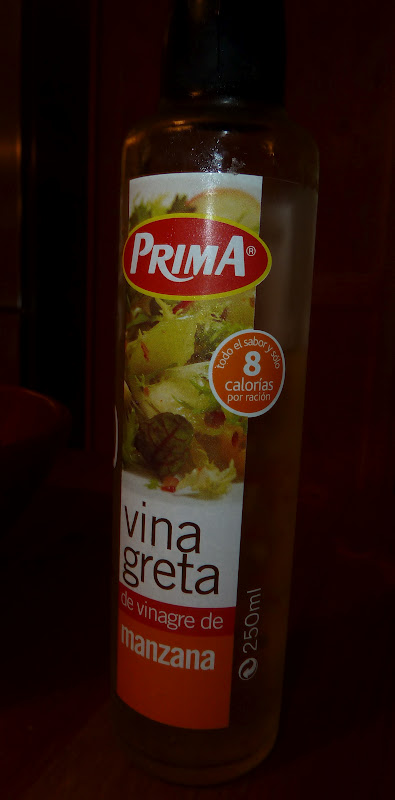 PRIMA®
todo el sabor y sólo
8
calorías
por ración
vina
greta
de vinagre de
manzana
250ml